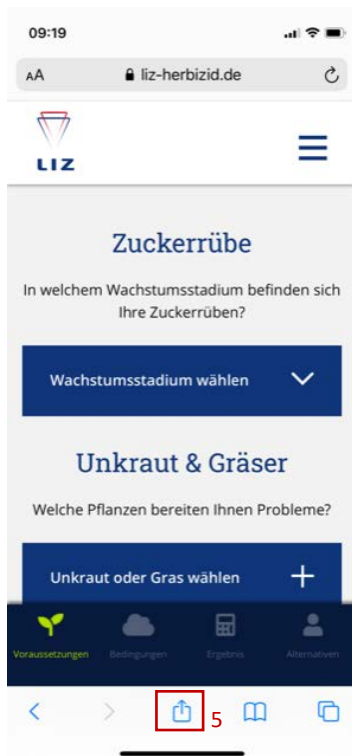 09:19
AA liz-herbizid.de
LIZ
Zuckerrübe
In welchem Wachstumsstadium befinden sich
Ihre Zuckerrüben?
Wachstumsstadium wählen
Unkraut & Gräser
Welche Pflanzen bereiten Ihnen Probleme?
Unkraut oder Gras wählen
Voraussetzungen Bedingungen Ergebnis Alternativen
5